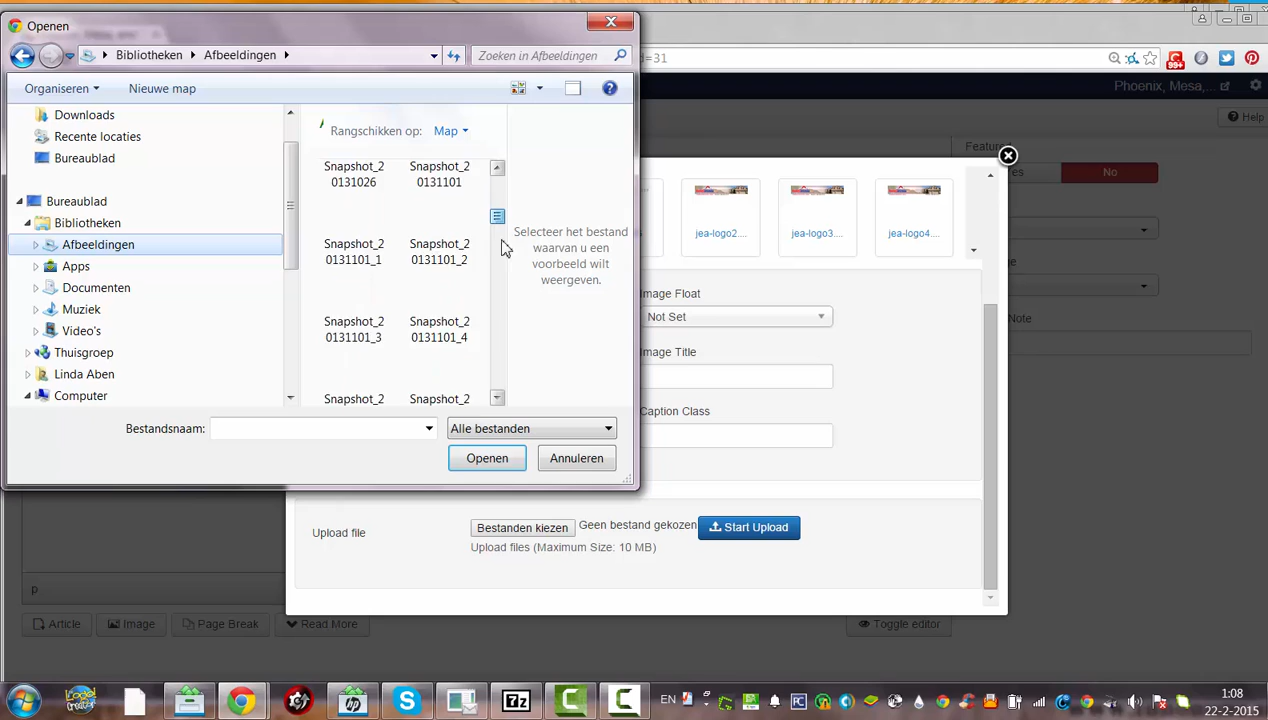 Openen
Bibliotheken Afbeeldingen
Zoeken in Afbeeldingen
=31
99+
Organiseren Nieuwe map
Phoenix, Mesa,...
Help
Downloads
Recente locaties
Bureaublad
Bureaublad
Bibliotheken
Afbeeldingen
Apps
Documenten
Muziek
Video's
Thuisgroep
Linda Aben
Computer
Rangschikken op: Map
Snapshot_2
0131026
Snapshot_2
0131101
Snapshot_2
0131101_1
Snapshot_2
0131101_2
Snapshot_2
0131101_3
Snapshot_2
0131101_4
Snapshot_2
Snapshot_2
Selecteer het bestand
waarvan u een
voorbeeld wilt
weergeven.
Bestandsnaam:
Alle bestanden
Openen Annuleren
jea-logo2....
jea-logo3....
jea-logo4....
Image Float
Not Set
Image Title
Caption Class
No
Note
Upload file
Bestanden kiezen Geen bestand gekozen Start Upload
Upload files (Maximum Size: 10 MB)
p
Article Image Page Break Read More
Toggle editor
EN
1:08
22-2-2015